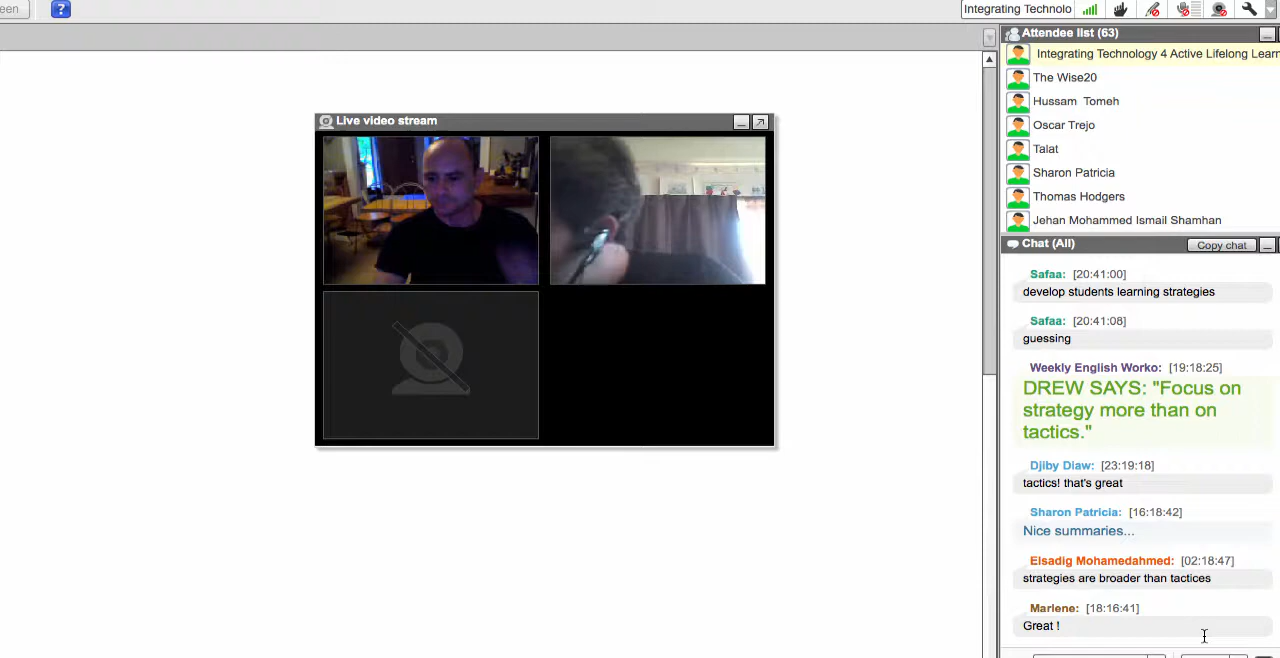 een
?
Integrating Technolo
Attendee list (63)
Integrating Technology 4 Active Lifelong Learn
The Wise20
Hussam Tomeh
Oscar Trejo
Talat
Sharon Patricia
Thomas Hodgers
Jehan Mohammed Ismail Shamhan
Live video stream
Chat (All)
Copy chat
Safaa: [20:41:00]
develop students learning strategies
Safaa: [20:41:08]
guessing
Weekly English Worko: [19:18:25]
DREW SAYS: "Focus on
strategy more than on
tactics."
Djiby Diaw: [23:19:18]
tactics! that's great
Sharon Patricia: [16:18:42]
Nice summaries...
Elsadig Mohamedahmed: [02:18:47]
strategies are broader than tactices
Marlene: [18:16:41]
Great !